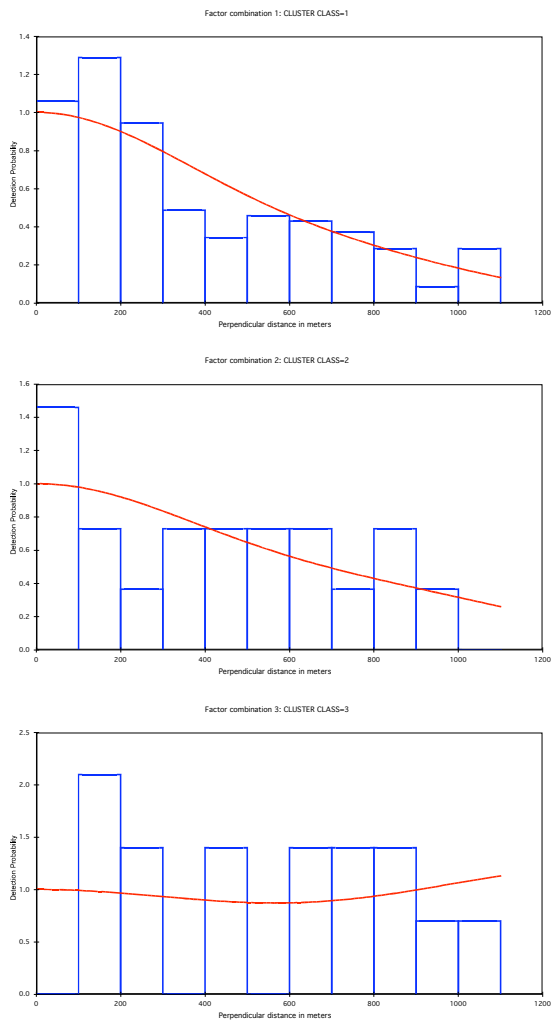 Factor combination 1: CLUSTER CLASS=1
1.4
1.2
1.0
0.8
0.6
0.4
0.2
0.0
Detection Probability
0 200 400 600 800 1000 1200
Perpendicular distance in meters
Factor combination 2: CLUSTER CLASS=2
1.6
1.4
1.2
1.0
0.8
0.6
0.4
0.2
0.0
Detection Probability
0 200 400 600 800 1000 1200
Perpendicular distance in meters
Factor combination 3: CLUSTER CLASS=3
2.5
2.0
1.5
1.0
0.5
0.0
Detection Probability
0 200 400 600 800 1000 1200
Perpendicular distance in meters